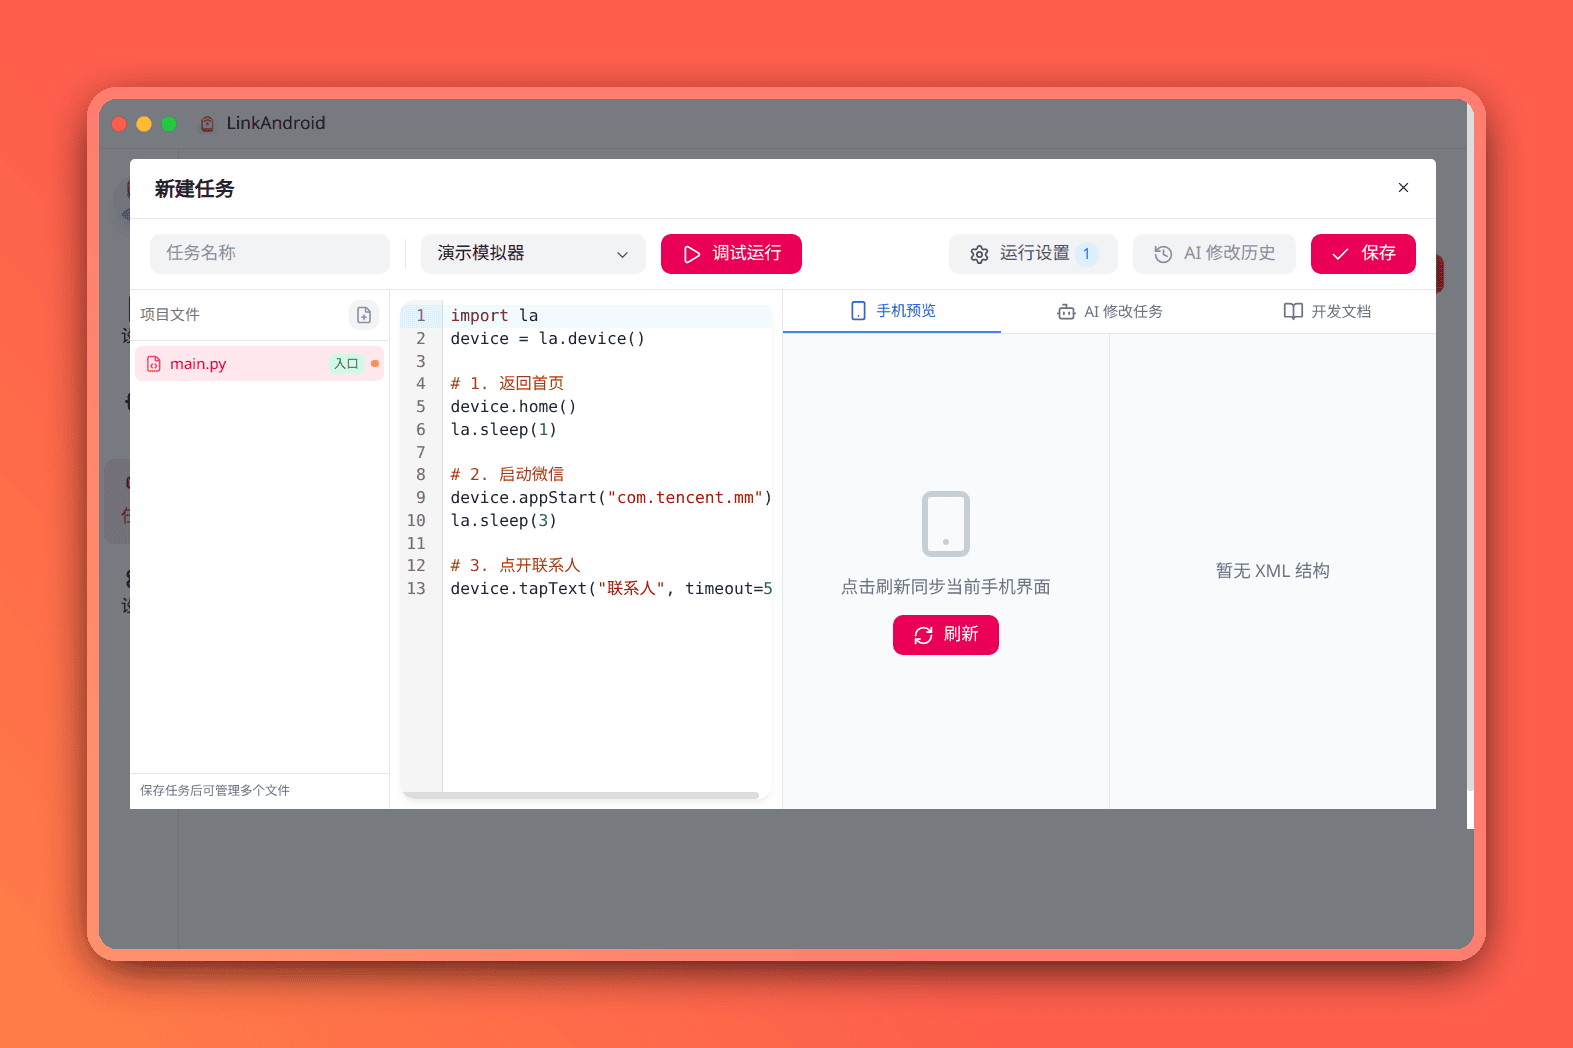 LinkAndroid
新建任务
任务名称
演示模拟器
调试运行
运行设置 1
AI 修改历史
保存
项目文件
main.py 入口
保存任务后可管理多个文件
1 import la
2 device = la.device()
3
4 # 1. 返回首页
5 device.home()
6 la.sleep(1)
7
8 # 2. 启动微信
9 device.appStart("com.tencent.mm")
10 la.sleep(3)
11
12 # 3. 点开联系人
13 device.tapText("联系人", timeout=5
手机预览
AI 修改任务
开发文档
点击刷新同步当前手机界面
刷新
暂无 XML 结构